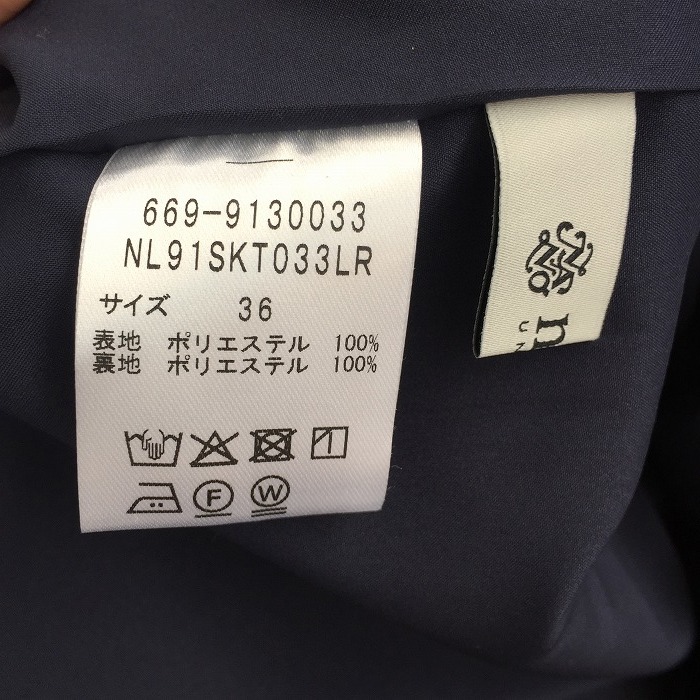 669-9130033
NL91SKT033LR
サイズ 36
表地 ポリエステル 100%
裏地 ポリエステル 100%
F
W
n
U N